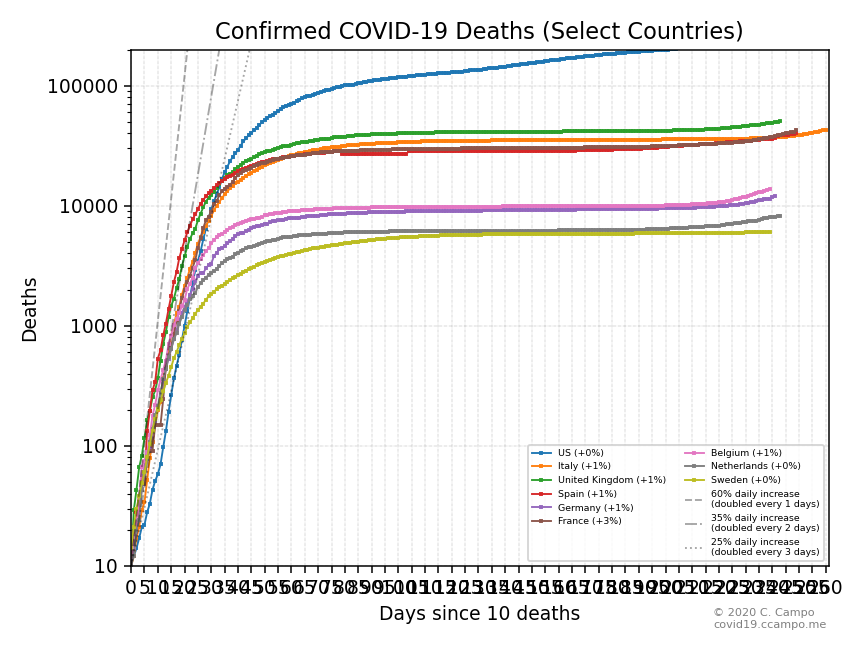 Confirmed COVID-19 Deaths (Select Countries)
Deaths
100000
10000
1000
100
10
US (+0%)
Italy (+1%)
United Kingdom (+1%)
Spain (+1%)
Germany (+1%)
France (+3%)
Belgium (+1%)
Netherlands (+0%)
Sweden (+0%)
60% daily increase
(doubled every 1 days)
35% daily increase
(doubled every 2 days)
25% daily increase
(doubled every 3 days)
0 5
Days since 10 deaths
© 2020 C. Campo
covid19.ccampo.me